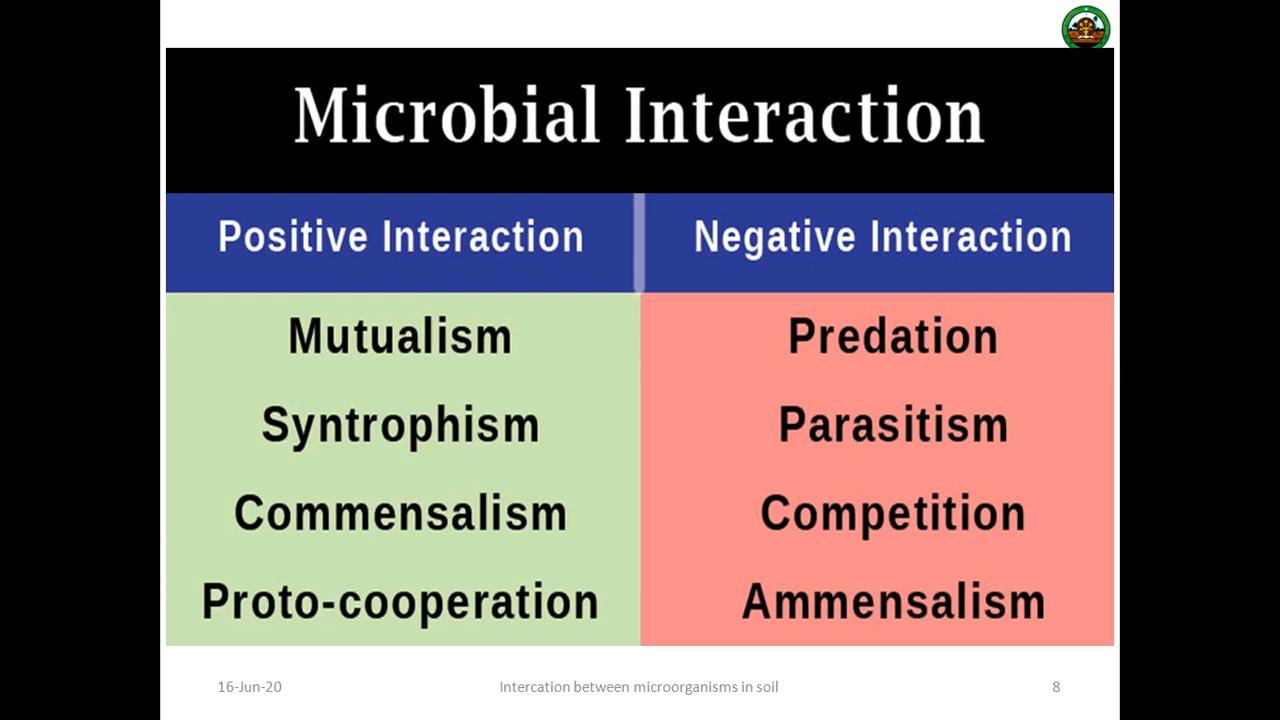 Microbial Interaction
Positive Interaction
Negative Interaction
Mutualism
Predation
Syntrophism
Parasitism
Commensalism
Competition
Proto-cooperation
Ammensalism
16-Jun-20
Intercation between microorganisms in soil
8